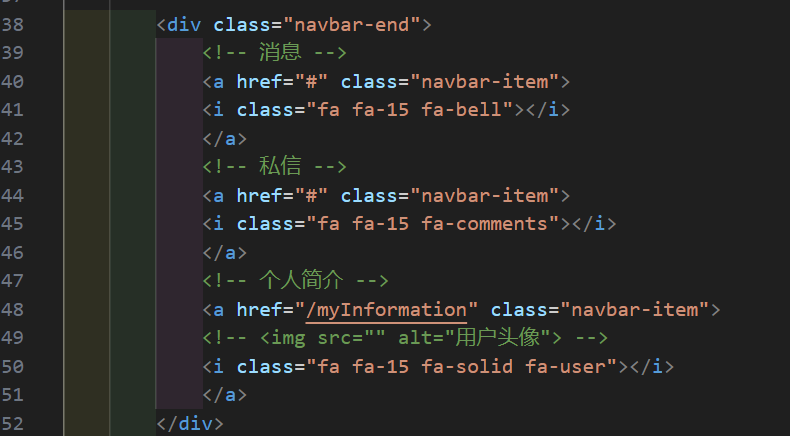 38 <div class="navbar-end">
39 <!-- 消息 -->
40 <a href="#" class="navbar-item">
41 <i class="fa fa-15 fa-bell"></i>
42 </a>
43 <!-- 私信 -->
44 <a href="#" class="navbar-item">
45 <i class="fa fa-15 fa-comments"></i>
46 </a>
47 <!-- 个人简介 -->
48 <a href="/myInformation" class="navbar-item">
49 <!-- <img src="" alt="用户头像"> -->
50 <i class="fa fa-15 fa-solid fa-user"></i>
51 </a>
52 </div>